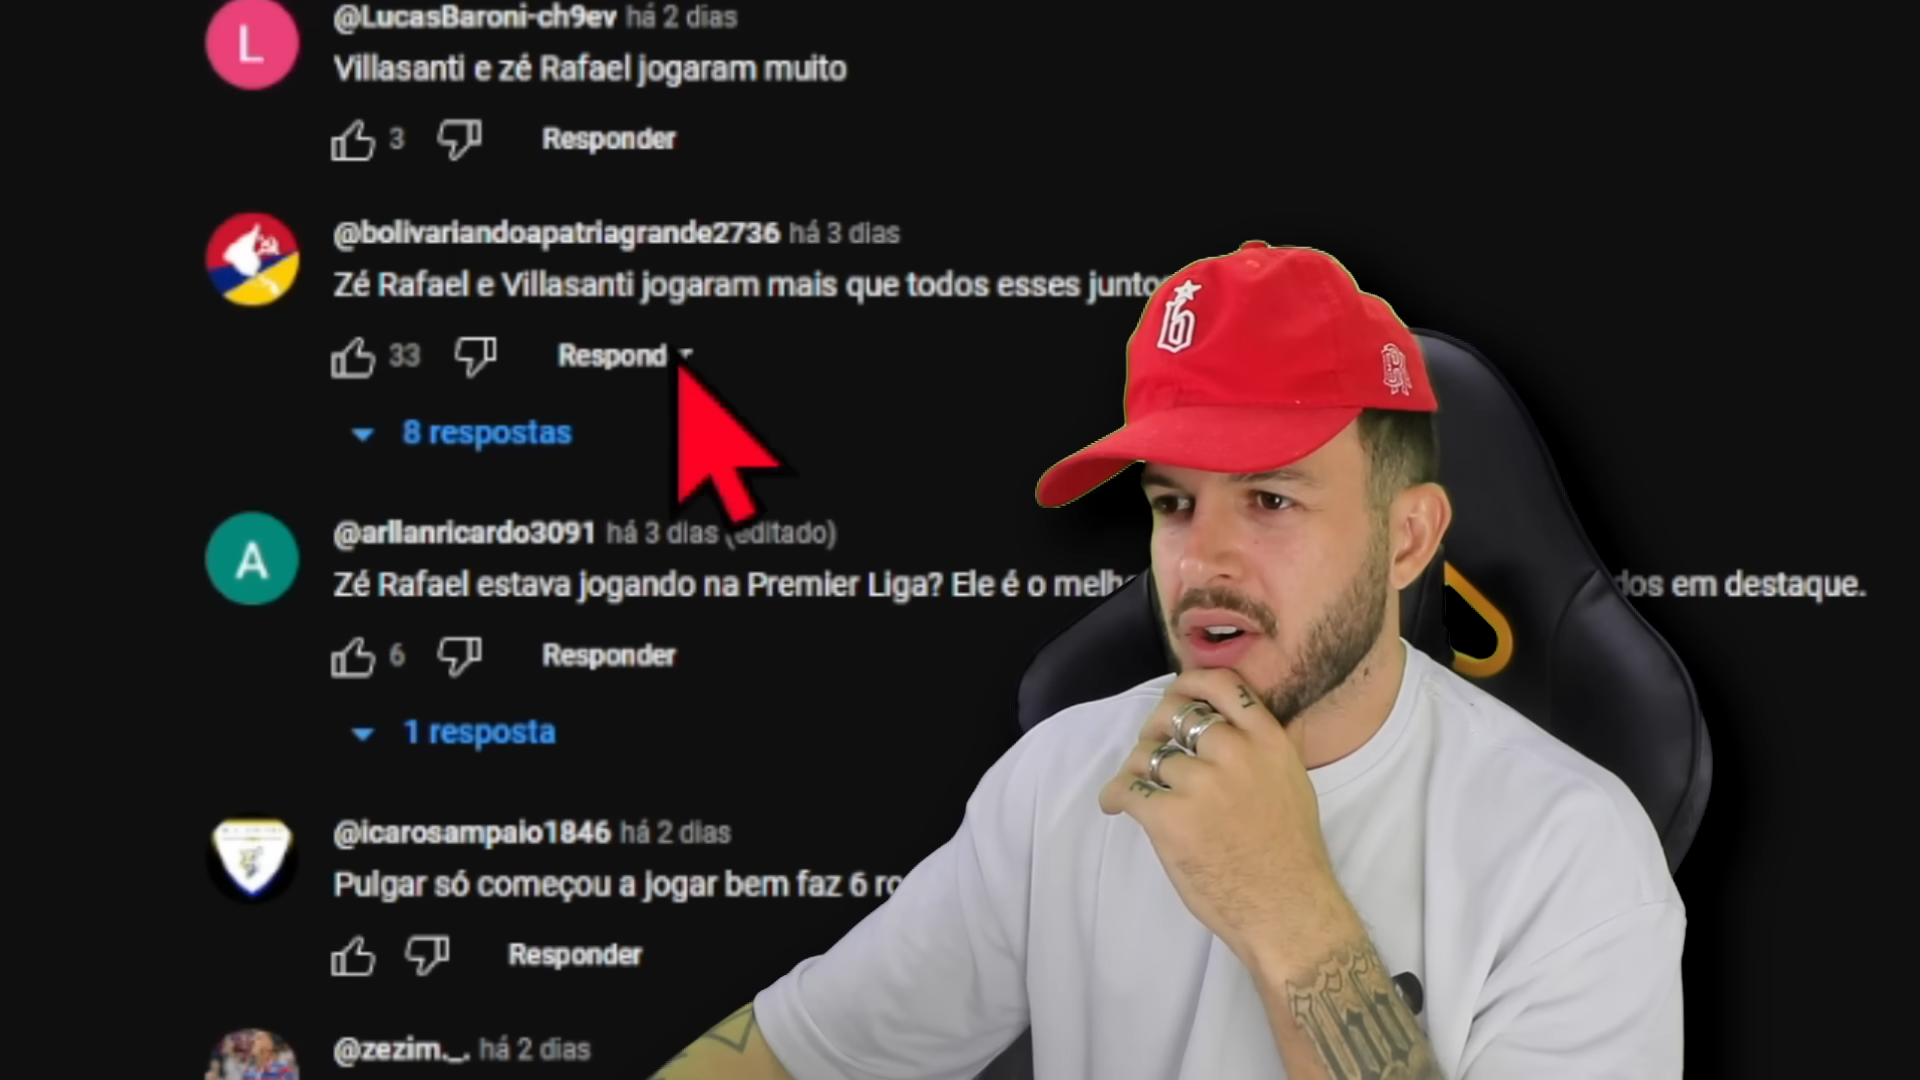 L
@LucasBaroni-ch9ev há 2 dias
Villasanti e zé Rafael jogaram muito
3 Responder
@bolivariandoapatriagrande2736 há 3 dias
Zé Rafael e Villasanti jogaram mais que todos esses junto
33 Respond
8 respostas
A
@arllanricardo3091 há 3 dias (editado)
Zé Rafael estava jogando na Premier Liga? Ele é o melh dos em destaque.
6 Responder
1 resposta
@icarosampaio1846 há 2 dias
Pulgar só começou a jogar bem faz 6 ro
Responder
@zezim._. há 2 dias